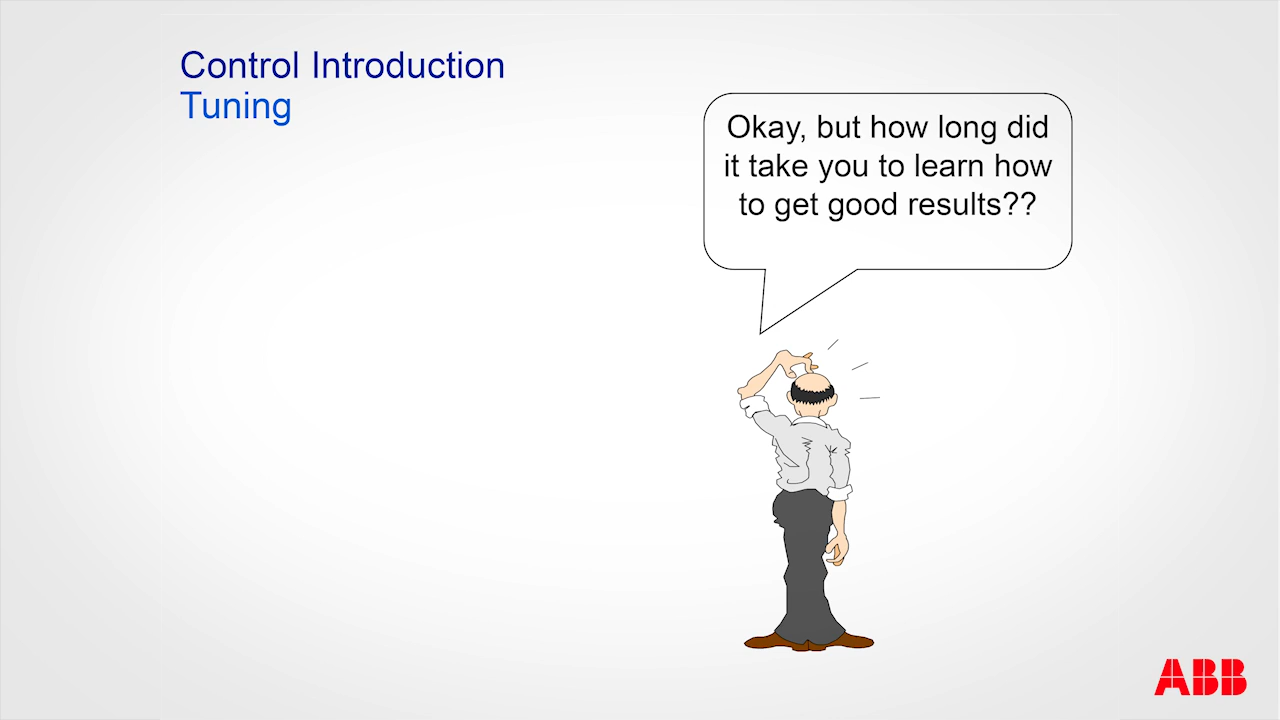 Control Introduction
Tuning
Okay, but how long did
it take you to learn how
to get good results??
ABB